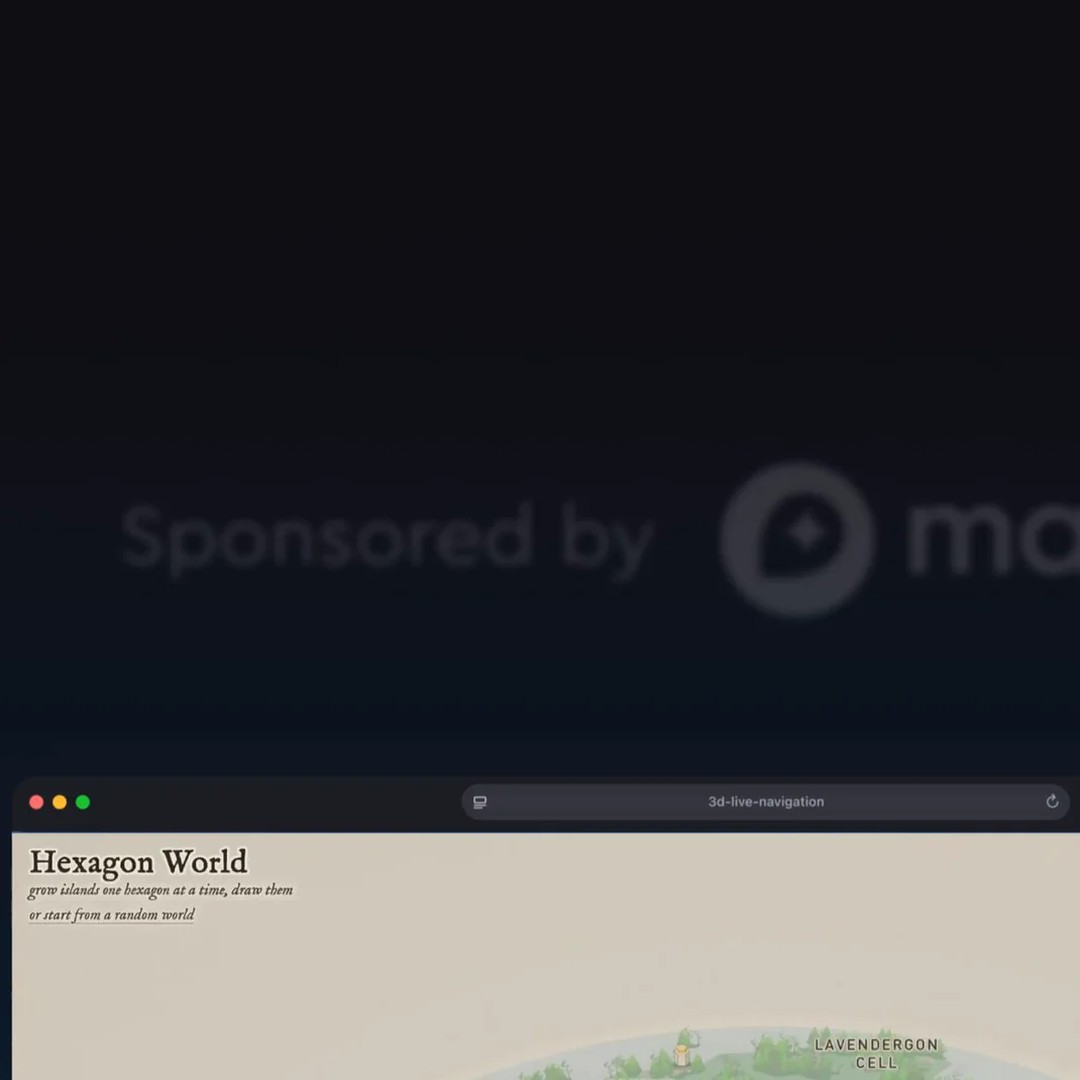 Sponsored by ma
3d-live-navigation
Hexagon World
grow islands one hexagon at a time, draw them
or start from a random world
LAVENDERGON
CELL